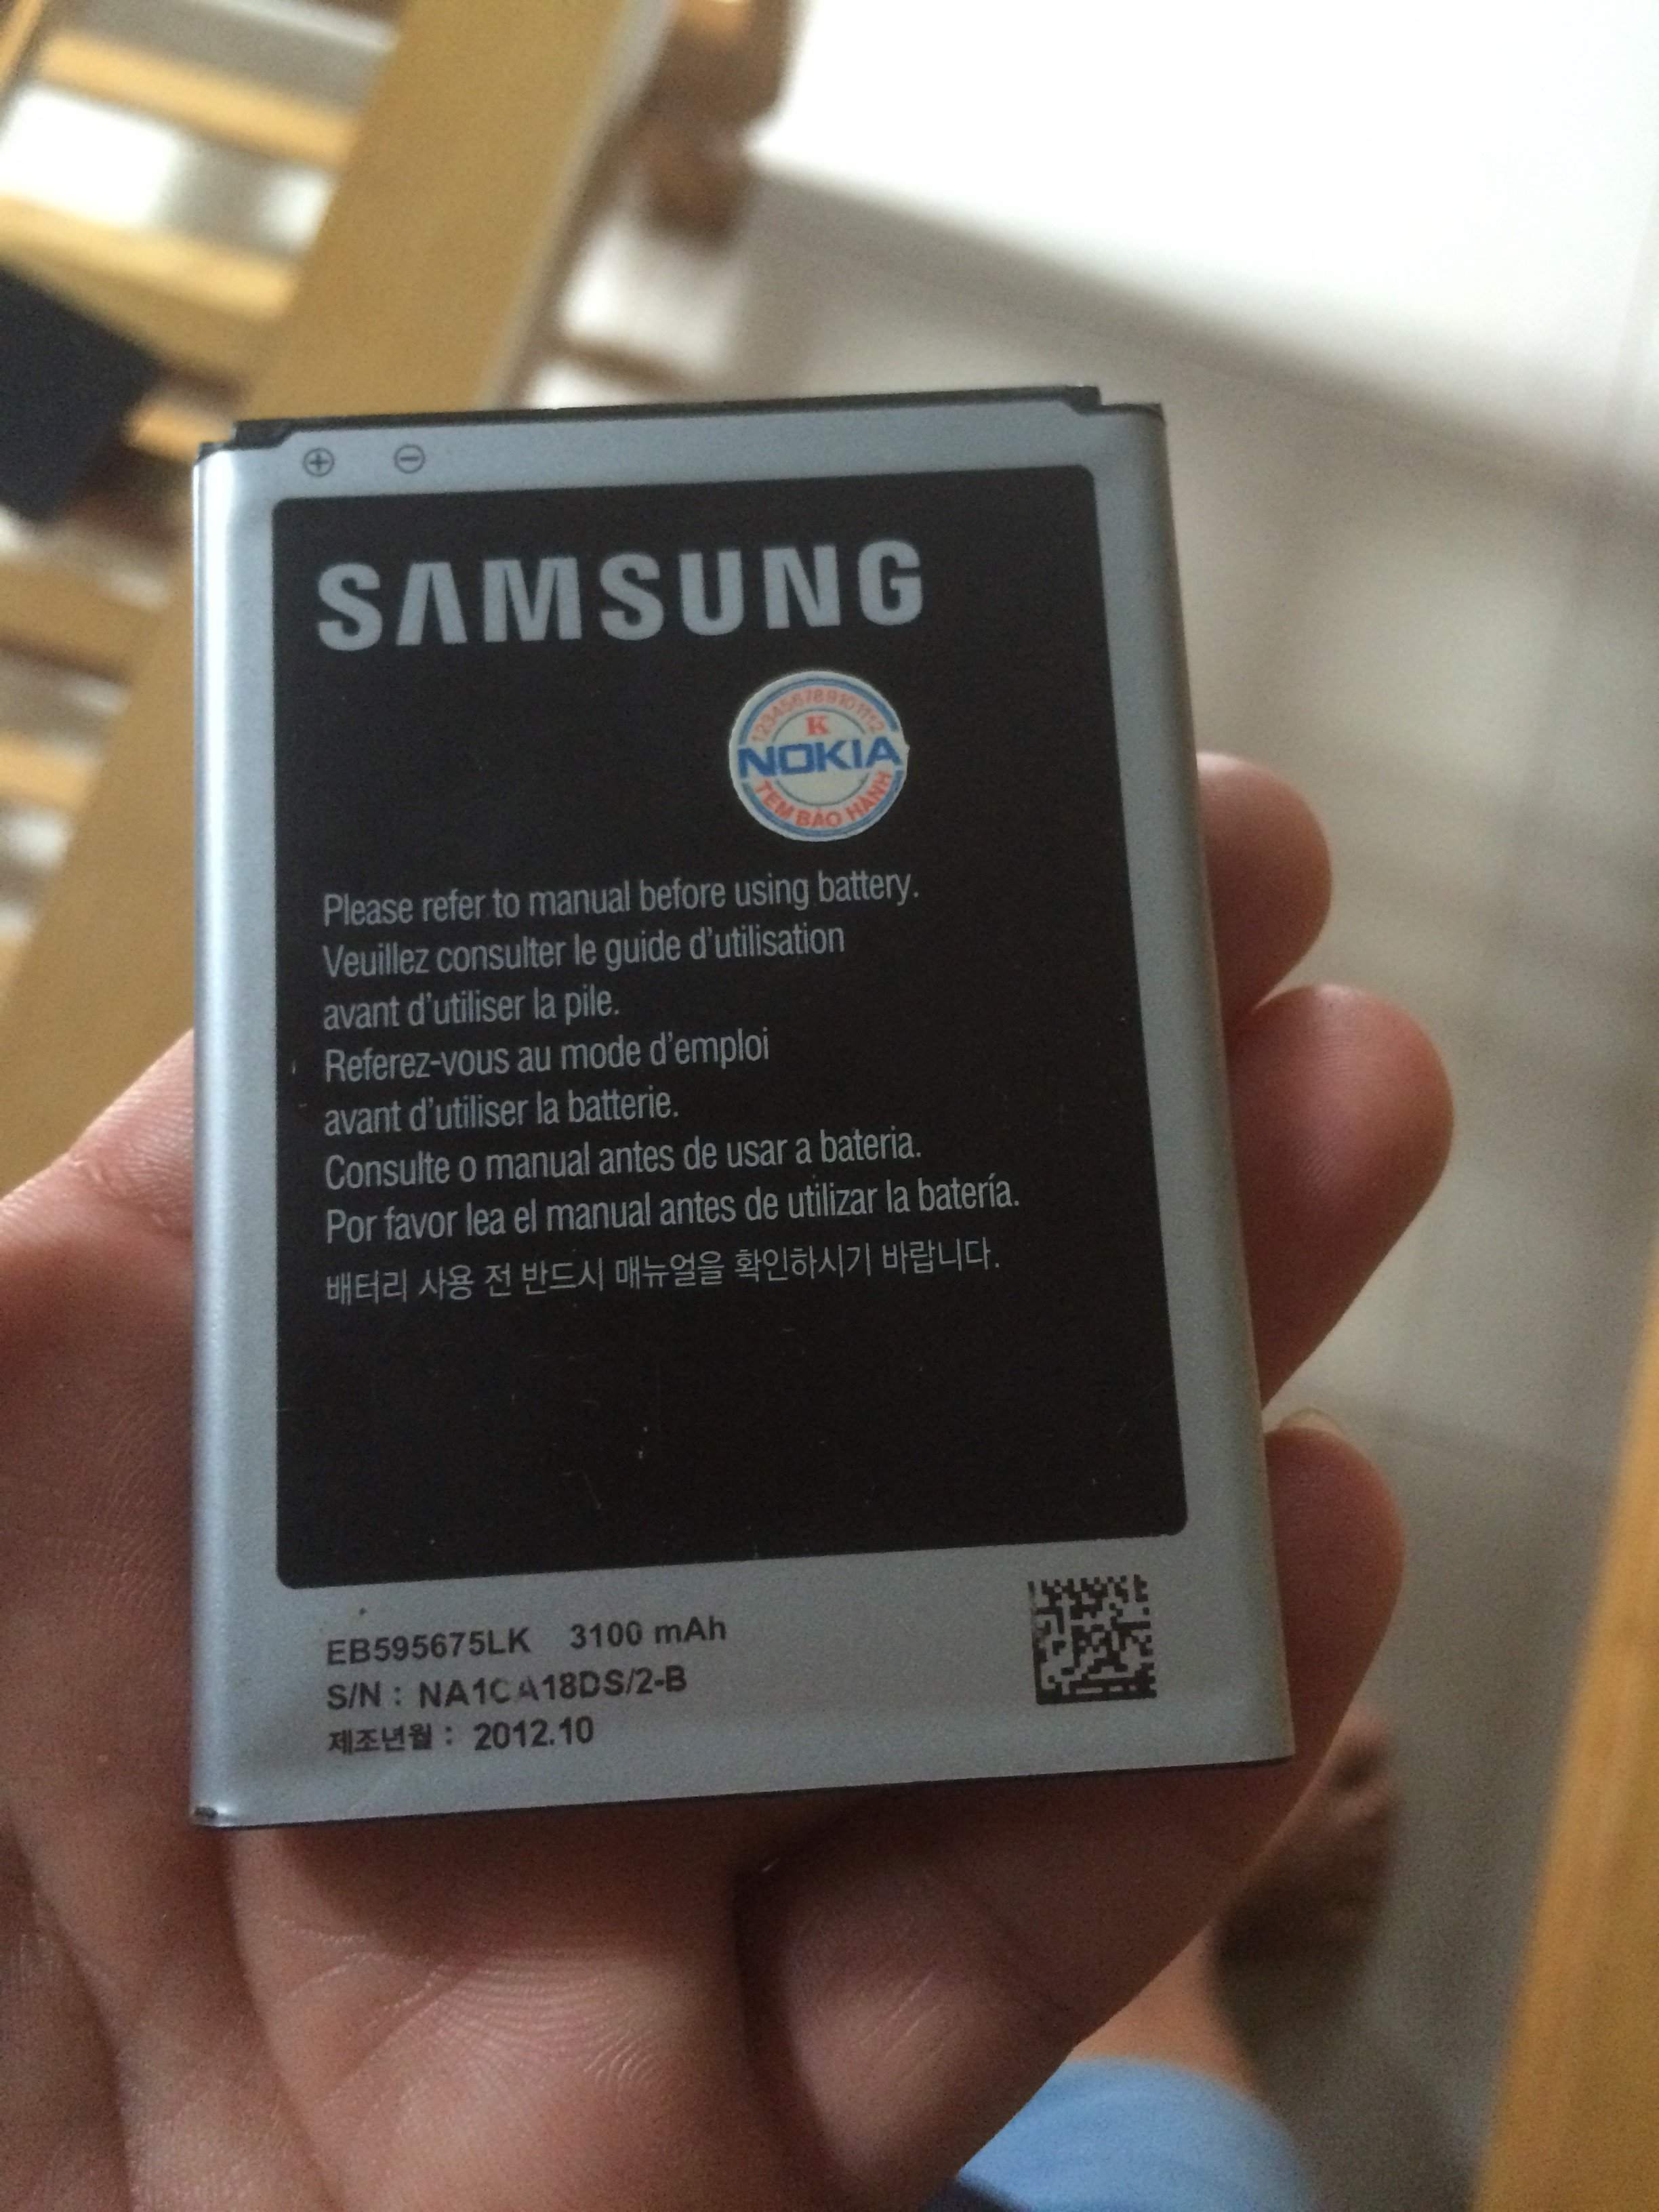 SAMSUNG
123456789101112
K
NOKIA
TEM BẢO HÀNH
Please refer to manual before using battery.
Veuillez consulter le guide d'utilisation
avant d'utiliser la pile.
Referez-vous au mode d'emploi
avant d'utiliser la batterie.
Consulte o manual antes de usar a bateria.
Por favor lea el manual antes de utilizar la batería.
배터리 사용 전 반드시 매뉴얼을 확인하시기 바랍니다.
EB595675LK 3100 mAh
S/N : NA1CA18DS/2-B
제조년월 : 2012.10